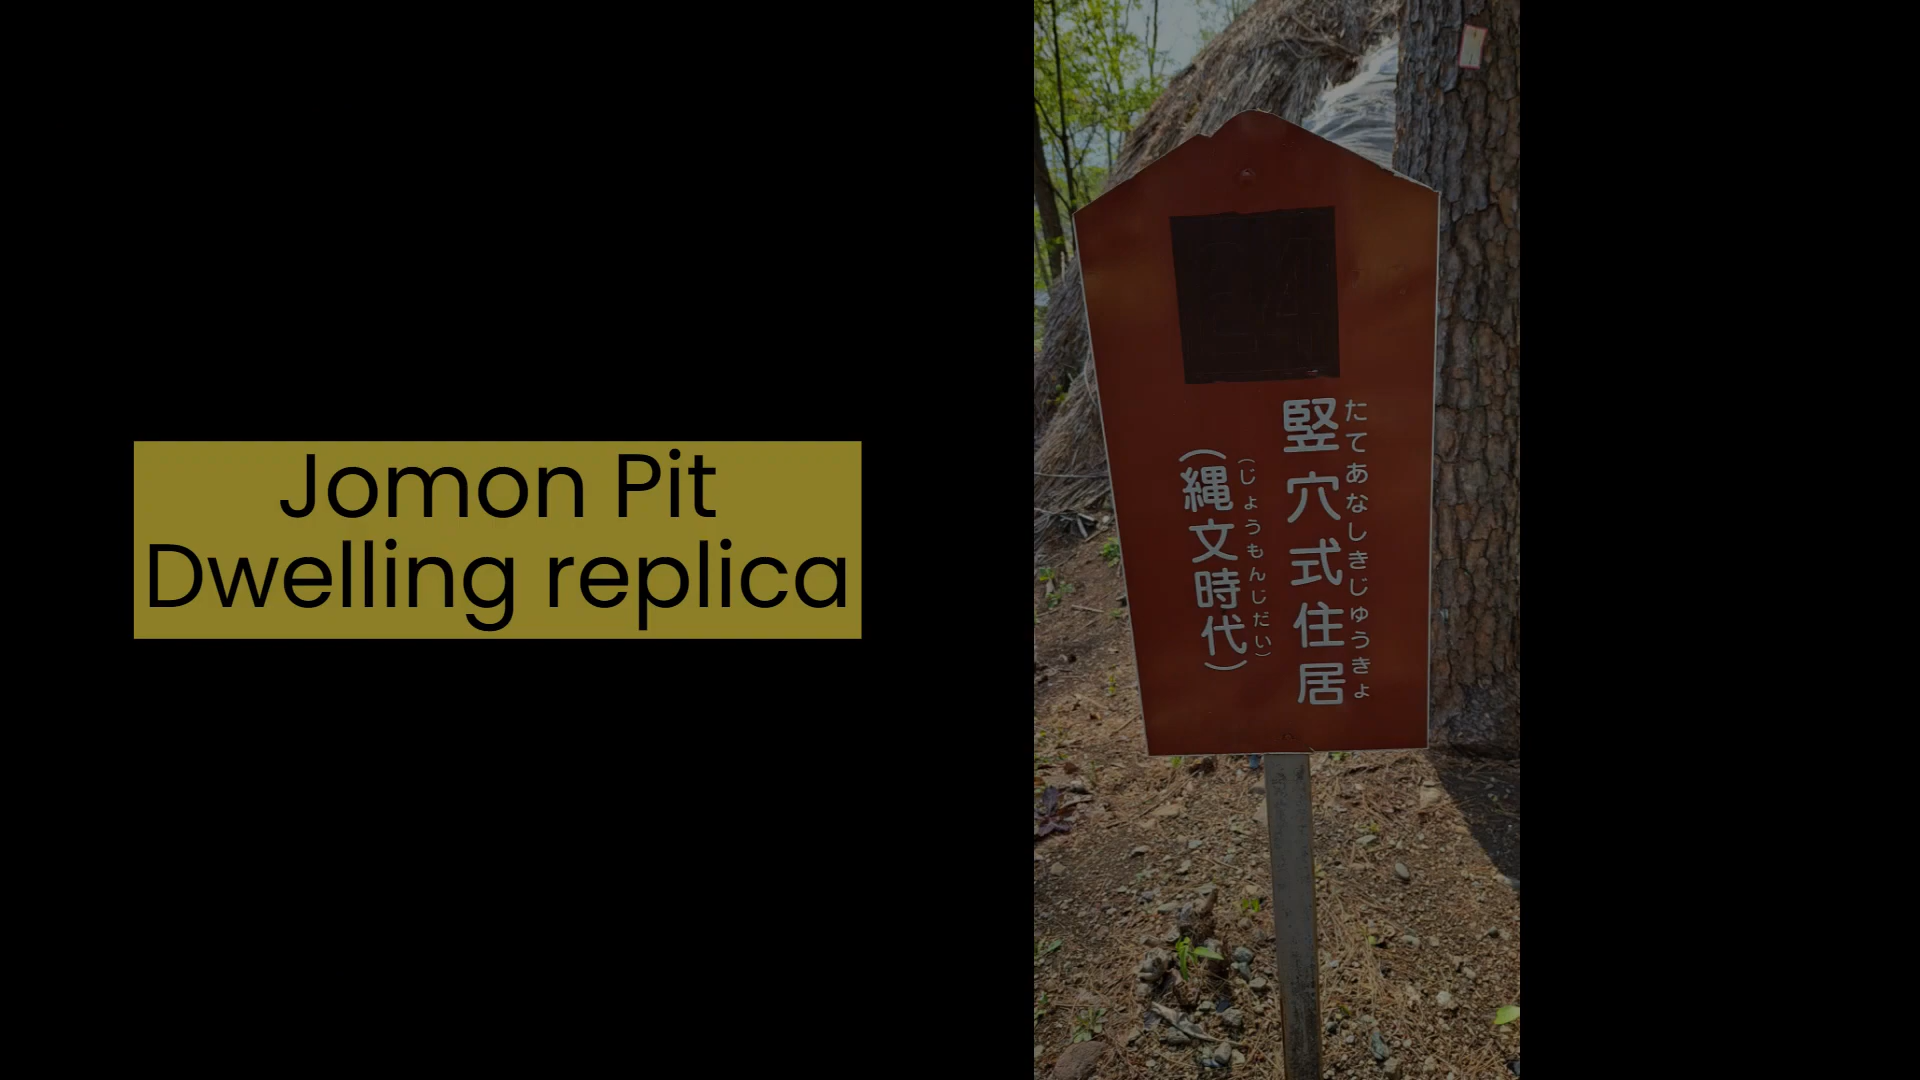 Jomon Pit
Dwelling replica
竪穴式住居
たてあなしきじゅうきょ
(縄文時代)
(じょうもんじだい)